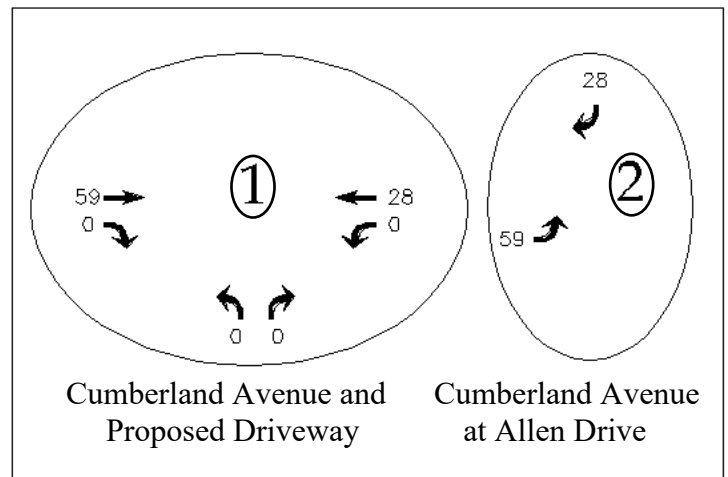 28
1
2
59
28
0
0
59
0
0
Cumberland Avenue and
Proposed Driveway
Cumberland Avenue
at Allen Drive